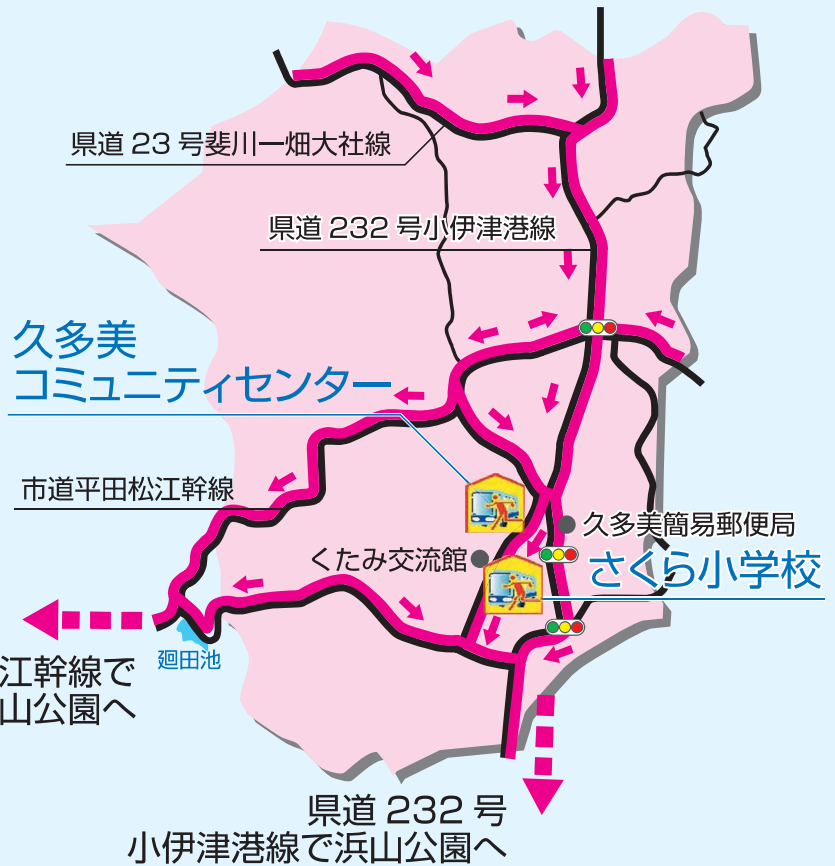 県道 23 号斐川一畑大社線
県道 232 号小伊津港線
久多美
コミュニティセンター
市道平田松江幹線
久多美簡易郵便局
くたみ交流館
さくら小学校
廻田池
江幹線で
山公園へ
県道 232 号
小伊津港線で浜山公園へ